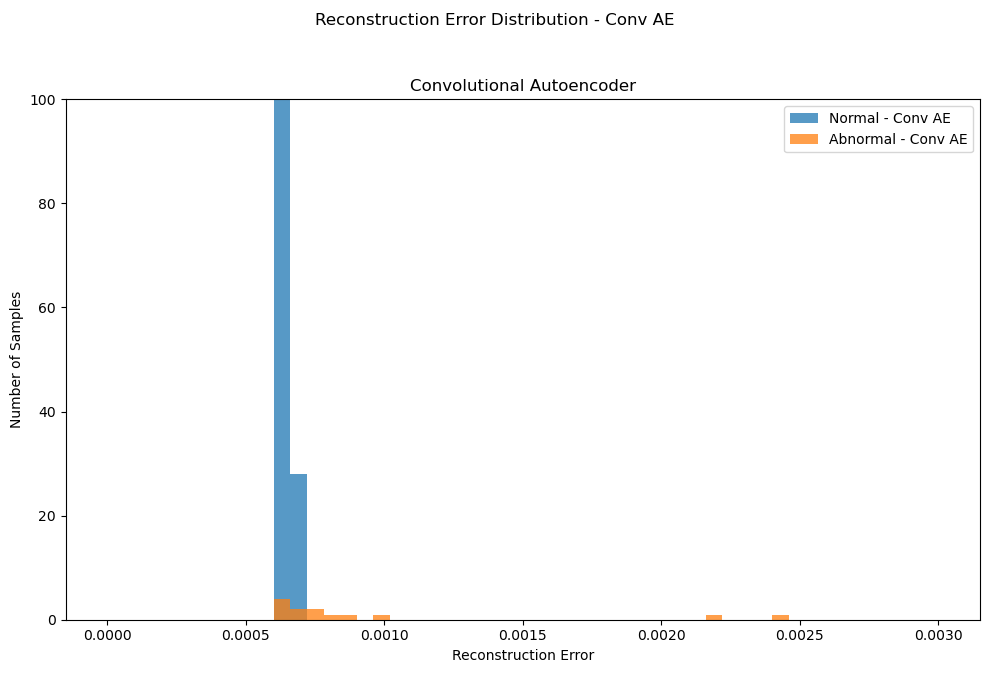 Reconstruction Error Distribution - Conv AE
Convolutional Autoencoder
Normal - Conv AE
Abnormal - Conv AE
Number of Samples
100
80
60
40
20
0
0.0000 0.0005 0.0010 0.0015 0.0020 0.0025 0.0030
Reconstruction Error